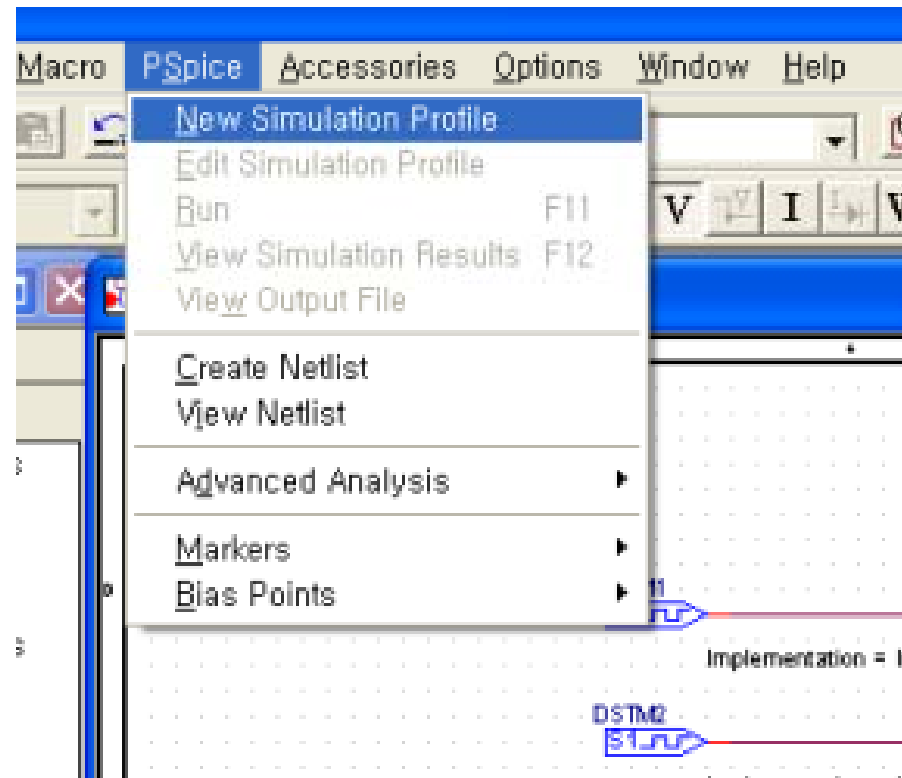 Macro PSpice Accessories Options Window Help
New Simulation Profile
Edit Simulation Profile
Run F11
V I
View Simulation Results F12
View Output File
Create Netlist
View Netlist
Advanced Analysis
Markers
Bias Points
Implementation =
DSTM2
S1